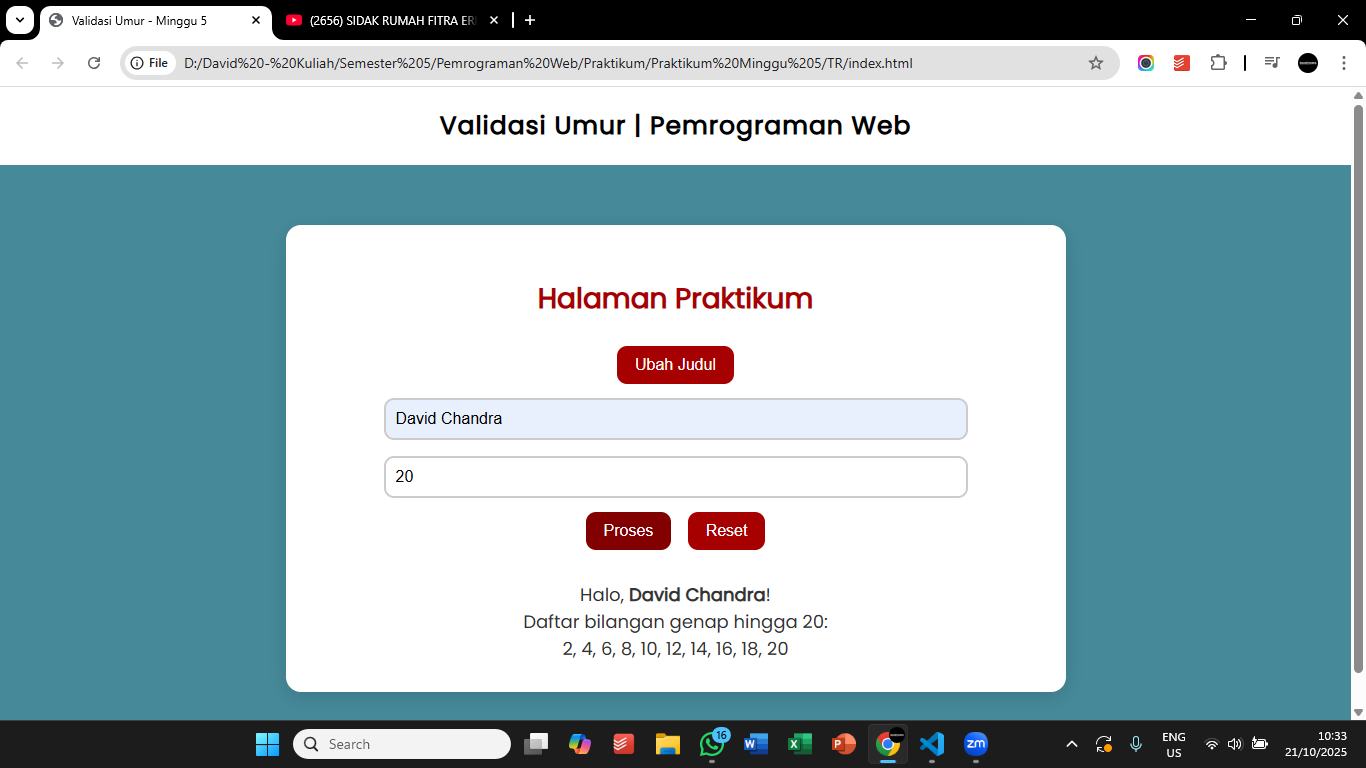 Validasi Umur - Minggu 5
(2656) SIDAK RUMAH FITRA ER
File
D:/David%20-%20Kuliah/Semester%205/Pemrograman%20Web/Praktikum/Praktikum%20Minggu%205/TR/index.html
Validasi Umur | Pemrograman Web
Halaman Praktikum
Ubah Judul
David Chandra
20
Proses Reset
Halo, David Chandra!
Daftar bilangan genap hingga 20:
2, 4, 6, 8, 10, 12, 14, 16, 18, 20
Search
16
zm
ENG
US
10:33
21/10/2025